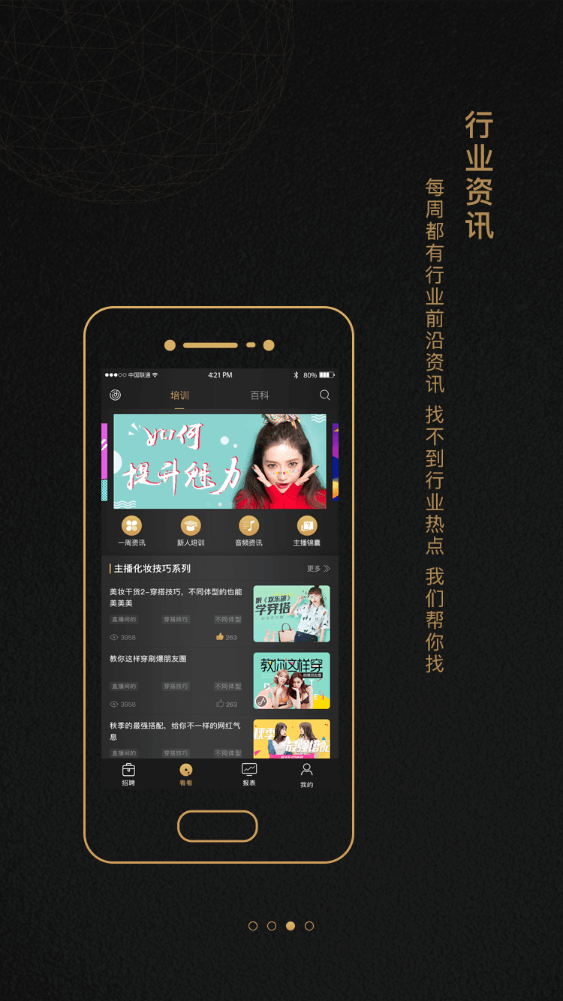 行业资讯
每周都有行业前沿资讯 找不到行业热点 我们帮你找
中国联通
4:21 PM
80%
培训
百科
如何
提升魅力
一周资讯
新人培训
音频资讯
主播锦囊
主播化妆技巧系列
更多
美妆干货2-穿搭技巧，不同体型的也能
美美美
直播间的
穿搭技巧
不同体型
3958
263
跟《欢乐颂》
学穿搭
教你这样穿刷爆朋友圈
直播间的
穿搭技巧
不同体型
3958
263
教你这样穿
秋季的最强搭配，给你不一样的网红气
息
直播间的
穿搭技巧
不同体型
秋季
招聘
看看
报表
我的